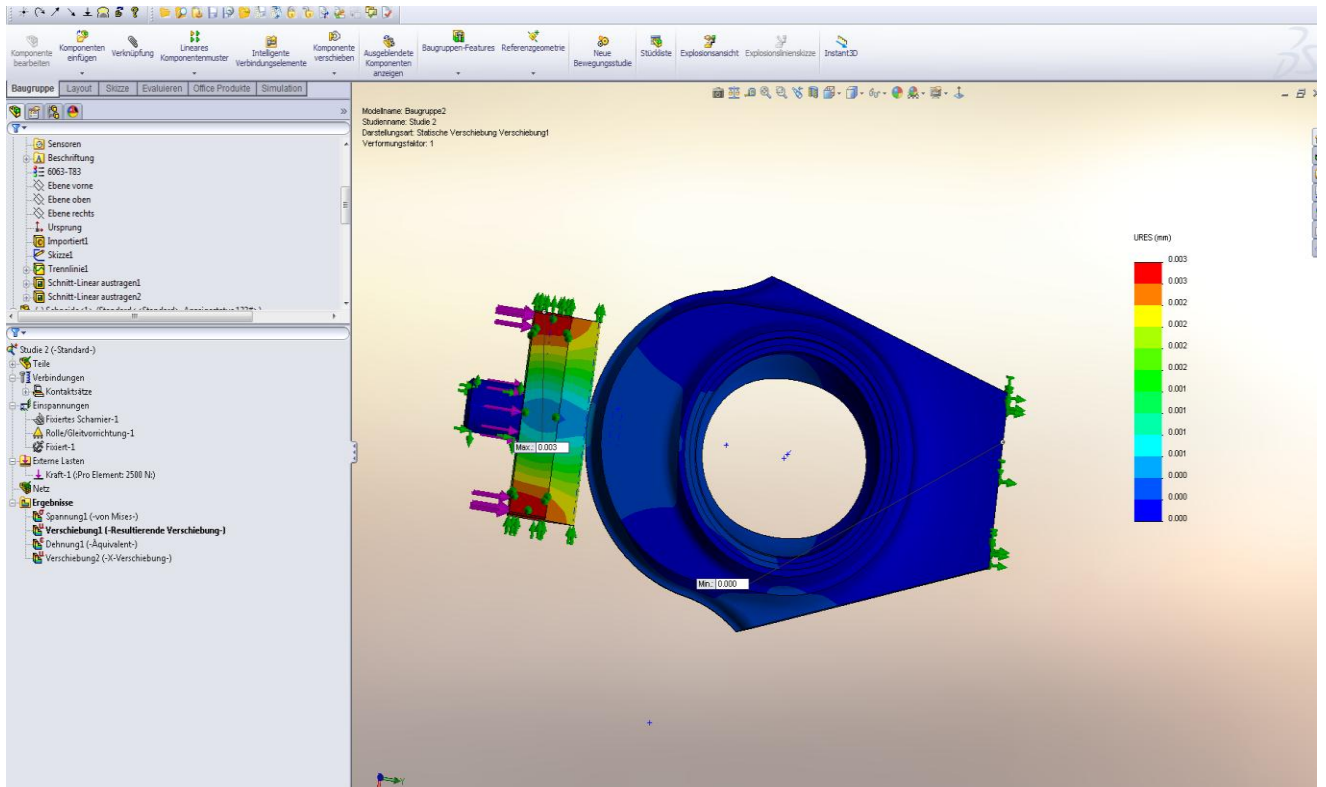 Komponente bearbeiten
Komponenten einfügen
Verknüpfung
Lineares Komponentenmuster
Intelligente Verbindungselemente
Komponente verschieben
Ausgeblendete Komponenten anzeigen
Baugruppen-Features
Referenzgeometrie
Neue Bewegungsstudie
Stückliste
Explosionsansicht
Explosionslinienskizze
Instant3D
Baugruppe
Layout
Skizze
Evaluieren
Office Produkte
Simulation
Sensoren
Beschriftung
6063-T83
Ebene vorne
Ebene oben
Ebene rechts
Ursprung
Importiert1
Skizze1
Trennlinie1
Schnitt-Linear austragen1
Schnitt-Linear austragen2
Studie 2 (-Standard-)
Teile
Verbindungen
Kontaktsätze
Einspannungen
Fixiertes Scharnier-1
Rolle/Gleitvorrichtung-1
Fixiert-1
Externe Lasten
Kraft-1 (:Pro Element: 2500 N:)
Netz
Ergebnisse
Spannung1 (-von Mises-)
Verschiebung1 (-Resultierende Verschiebung-)
Dehnung1 (-Äquivalent-)
Verschiebung2 (-X-Verschiebung-)
Modellname: Baugruppe2
Studienname: Studie 2
Darstellungsart: Statische Verschiebung Verschiebung1
Verformungsfaktor: 1
Max.: 0.003
Min.: 0.000
URES (mm)
0.003
0.003
0.002
0.002
0.002
0.002
0.001
0.001
0.001
0.001
0.000
0.000
0.000
Y